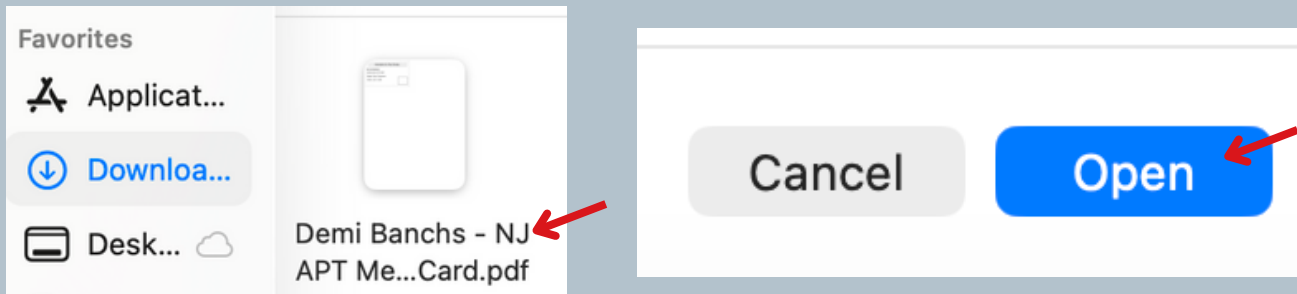 Favorites
Applicat...
Downloa...
Desk...
Demi Banchs - NJ
APT Me...Card.pdf
Cancel
Open